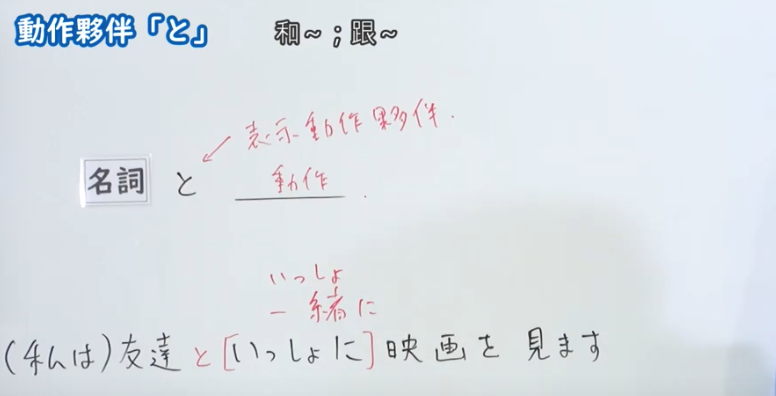 動作夥伴「と」 和~；跟~
表示動作夥伴.
名詞 と 動作.
いっしょ
一緒に
(私は)友達と[いっしょに]映画を見ます